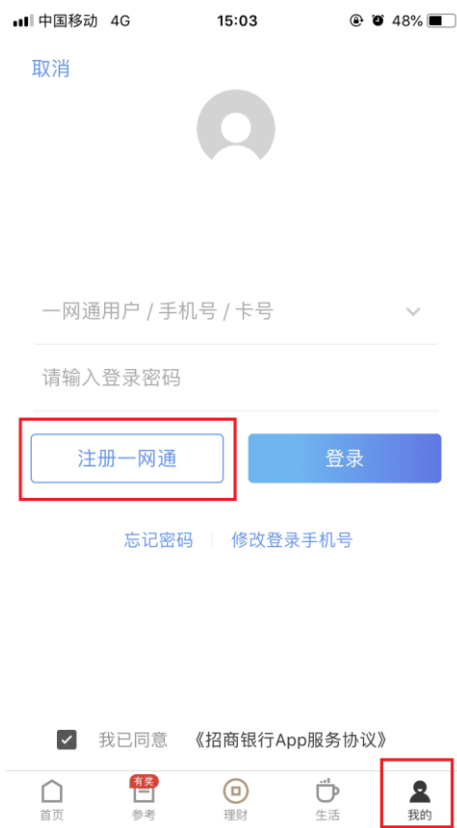 中国移动 4G 15:03 48%
取消
一网通用户 / 手机号 / 卡号
请输入登录密码
注册一网通 登录
忘记密码 修改登录手机号
我已同意 《招商银行App服务协议》
有奖
首页 参考 理财 生活 我的